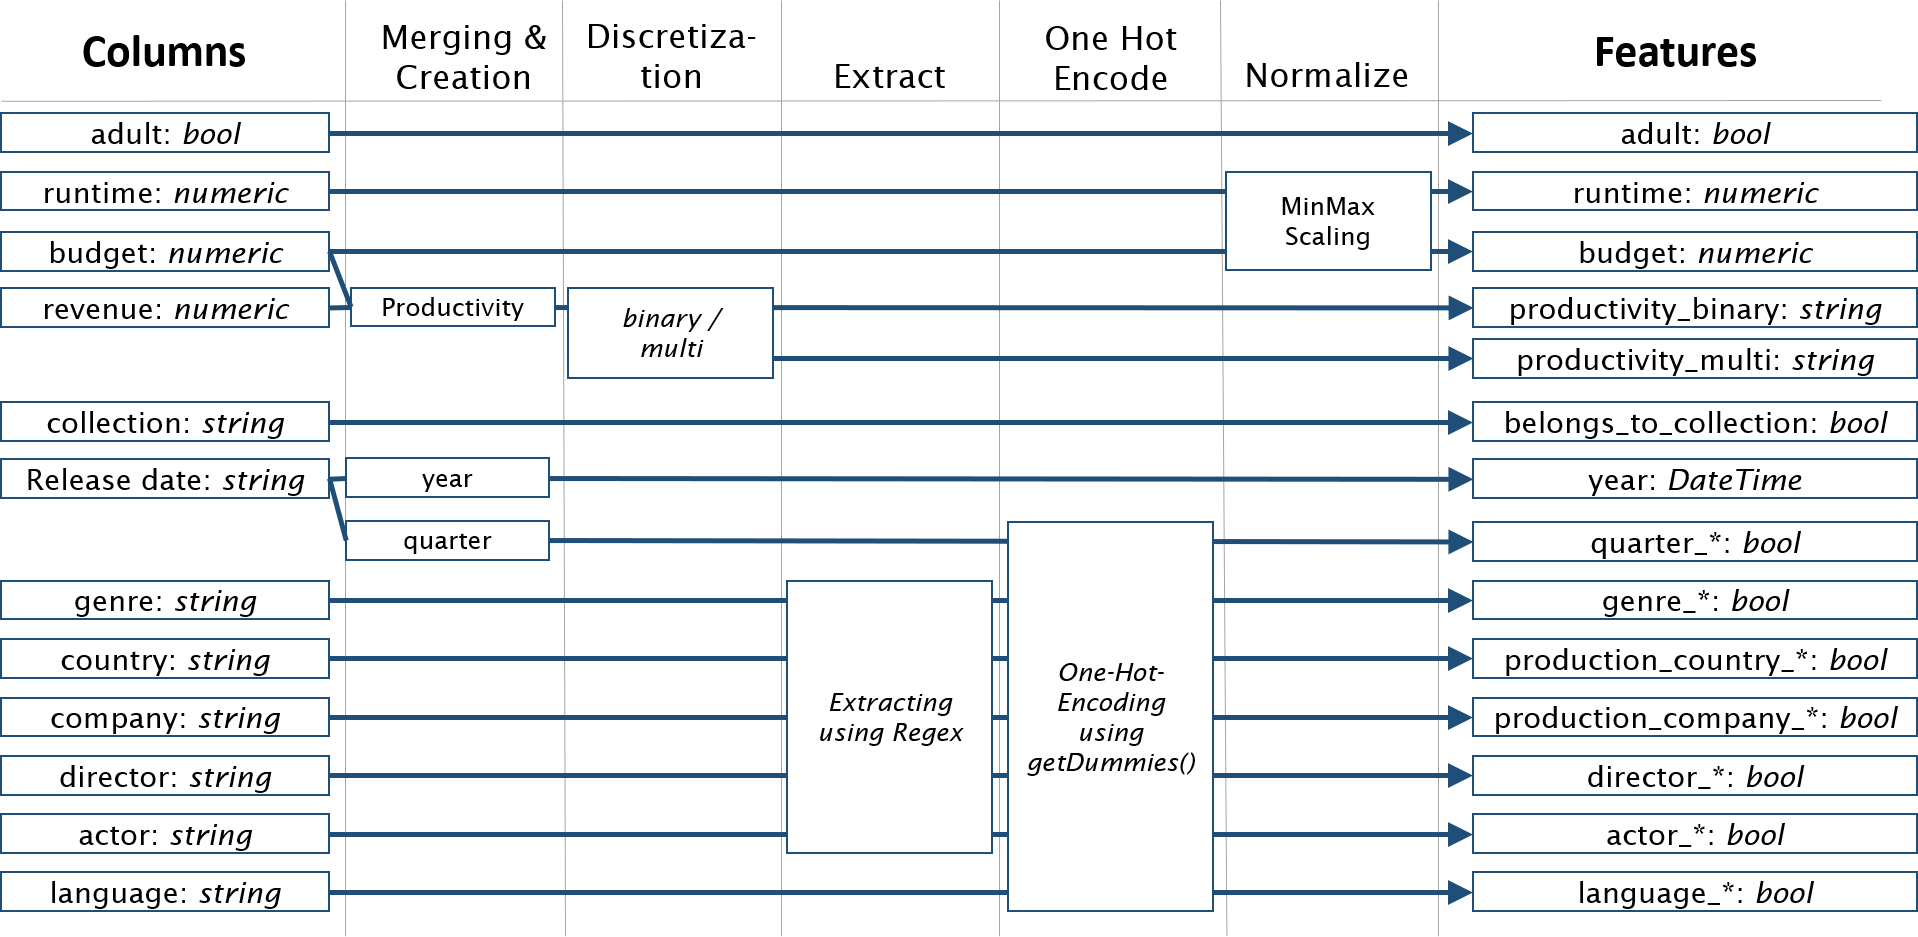 Columns
Merging &
Creation
Discretiza-
tion
Extract
One Hot
Encode
Normalize
Features
adult: bool
adult: bool
runtime: numeric
MinMax
Scaling
runtime: numeric
budget: numeric
budget: numeric
revenue: numeric
Productivity
binary /
multi
productivity_binary: string
productivity_multi: string
collection: string
belongs_to_collection: bool
Release date: string
year
year: DateTime
quarter
quarter_*: bool
genre: string
genre_*: bool
country: string
production_country_*: bool
Extracting
using Regex
One-Hot-
Encoding
using
getDummies()
company: string
production_company_*: bool
director: string
director_*: bool
actor: string
actor_*: bool
language: string
language_*: bool